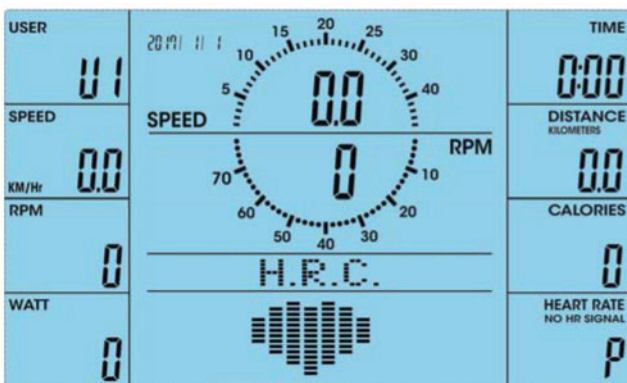 USER
U1
SPEED
KM/Hr 0.0
RPM
0
WATT
0
2019/ 1/ 1
5 10 15 20 25 30 40
SPEED 0.0
RPM 0
70 60 50 40 30 20 10
H.R.C.
TIME
0:00
DISTANCE
KILOMETERS
0.0
CALORIES
0
HEART RATE
NO HR SIGNAL
P